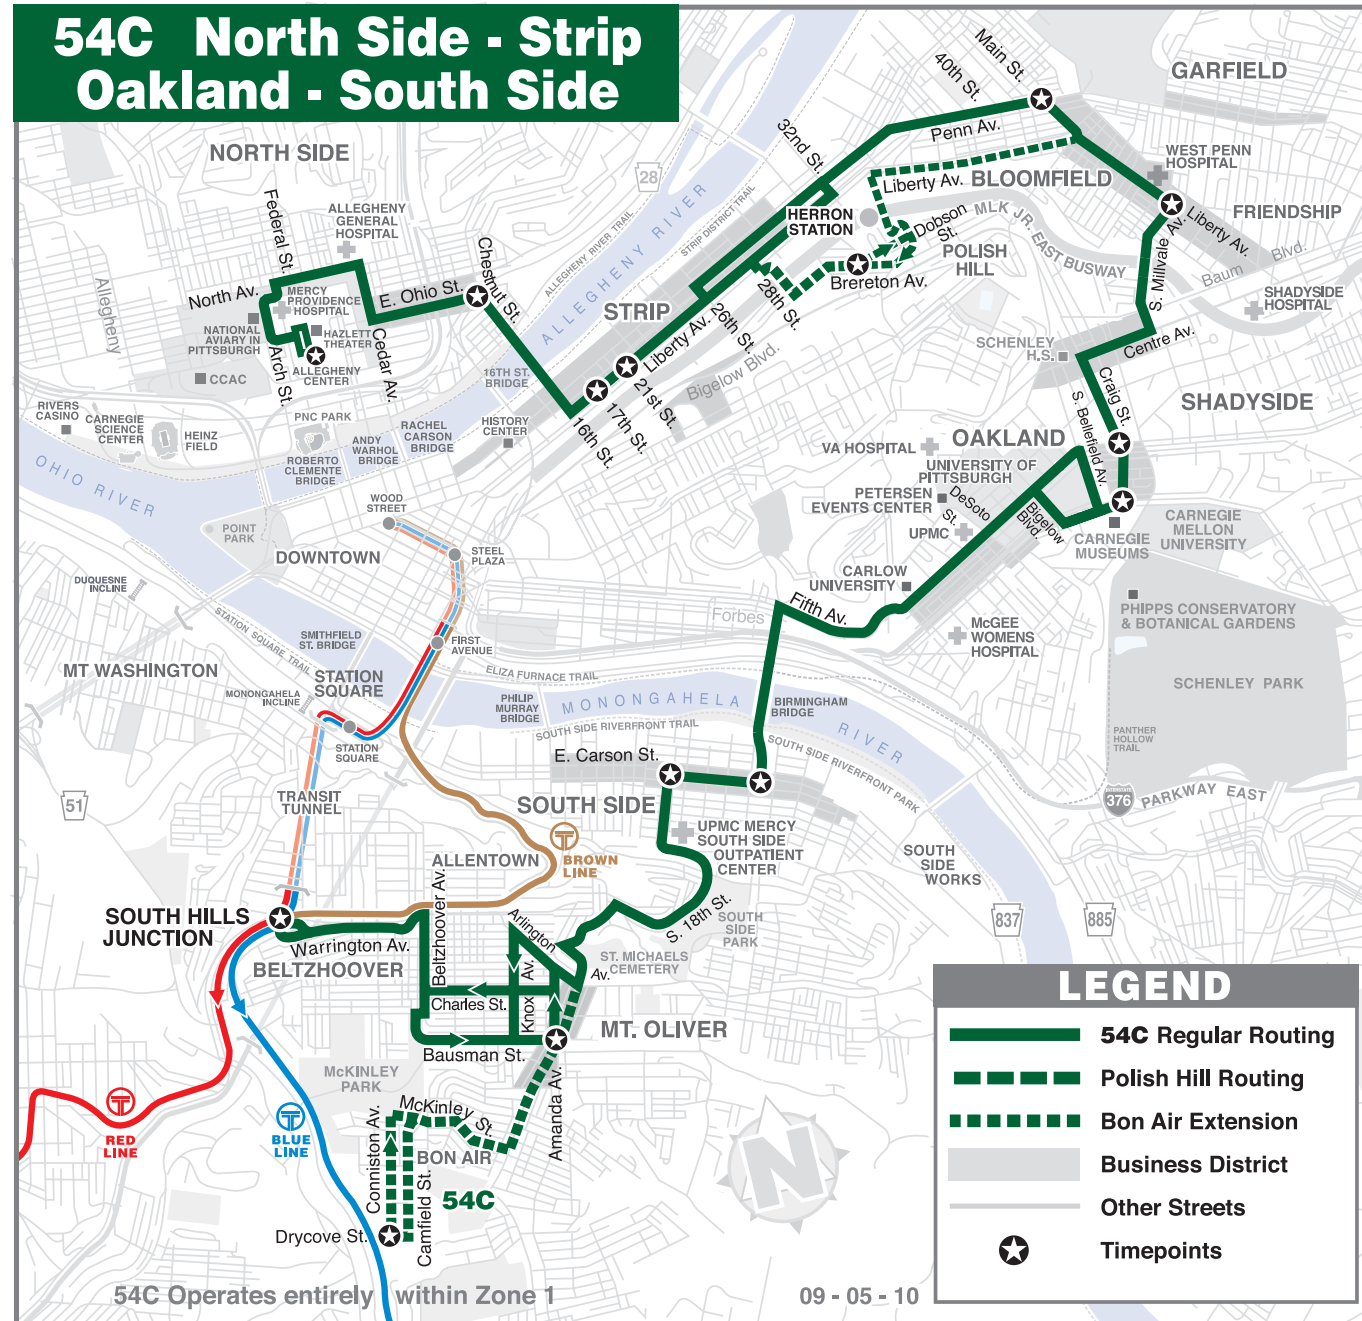 54C North Side - Strip
Oakland - South Side
NORTH SIDE
Federal St.
ALLEGHENY
GENERAL
HOSPITAL
North Av.
MERCY
PROVIDENCE
HOSPITAL
NATIONAL
AVIARY IN
PITTSBURGH
HAZLETT
THEATER
ALLEGHENY
CENTER
Arch St.
CCAC
Allegheny
E. Ohio St.
Cedar Av.
Chestnut St.
28
ALLEGHENY RIVER TRAIL
ALLEGHENY RIVER
STRIP DISTRICT TRAIL
16TH ST.
BRIDGE
STRIP
Liberty Av.
16th St.
17th St.
21st St.
26th St.
28th St.
32nd St.
40th St.
Main St.
Penn Av.
Liberty Av.
BLOOMFIELD
HERRON
STATION
Dobson
St.
POLISH
HILL
Brereton Av.
Bigelow Blvd.
MLK JR. EAST BUSWAY
GARFIELD
WEST PENN
HOSPITAL
FRIENDSHIP
Liberty Av.
S. Millvale Av.
Baum Blvd.
SHADYSIDE
HOSPITAL
SCHENLEY
H.S.
Centre Av.
Craig St.
S. Bellefield Av.
SHADYSIDE
VA HOSPITAL
OAKLAND
UNIVERSITY OF
PITTSBURGH
PETERSEN
EVENTS CENTER
DeSoto
St.
UPMC
Bigelow
Blvd.
CARNEGIE
MUSEUMS
CARNEGIE
MELLON
UNIVERSITY
CARLOW
UNIVERSITY
PHIPPS CONSERVATORY
& BOTANICAL GARDENS
McGEE
WOMENS
HOSPITAL
SCHENLEY PARK
PANTHER
HOLLOW
TRAIL
Fifth Av.
Forbes
RIVERS
CASINO
CARNEGIE
SCIENCE
CENTER
HEINZ
FIELD
PNC PARK
ROBERTO
CLEMENTE
BRIDGE
ANDY
WARHOL
BRIDGE
RACHEL
CARSON
BRIDGE
HISTORY
CENTER
OHIO RIVER
POINT
PARK
WOOD
STREET
STEEL
PLAZA
DOWNTOWN
FIRST
AVENUE
DUQUESNE
INCLINE
STATION SQUARE TRAIL
SMITHFIELD
ST. BRIDGE
STATION
SQUARE
MT WASHINGTON
MONONGAHELA
INCLINE
STATION
SQUARE
ELIZA FURNACE TRAIL
PHILIP
MURRAY
BRIDGE
MONONGAHELA RIVER
BIRMINGHAM
BRIDGE
SOUTH SIDE RIVERFRONT TRAIL
SOUTH SIDE RIVERFRONT PARK
E. Carson St.
SOUTH SIDE
UPMC MERCY
SOUTH SIDE
OUTPATIENT
CENTER
SOUTH
SIDE
WORKS
INTERSTATE
376
PARKWAY EAST
51
TRANSIT
TUNNEL
ALLENTOWN
BROWN
LINE
SOUTH HILLS
JUNCTION
Warrington Av.
BELTZHOOVER
Beltzhoover Av.
Arlington
Av.
Knox Av.
Charles St.
Bausman St.
S. 18th St.
SOUTH
SIDE
PARK
ST. MICHAELS
CEMETERY
MT. OLIVER
837
885
McKINLEY
PARK
McKinley St.
Amanda Av.
Conniston Av.
BON AIR
Camfield St.
54C
Drycove St.
RED
LINE
BLUE
LINE
N
54C Operates entirely within Zone 1
09 - 05 - 10
LEGEND
54C Regular Routing
Polish Hill Routing
Bon Air Extension
Business District
Other Streets
Timepoints